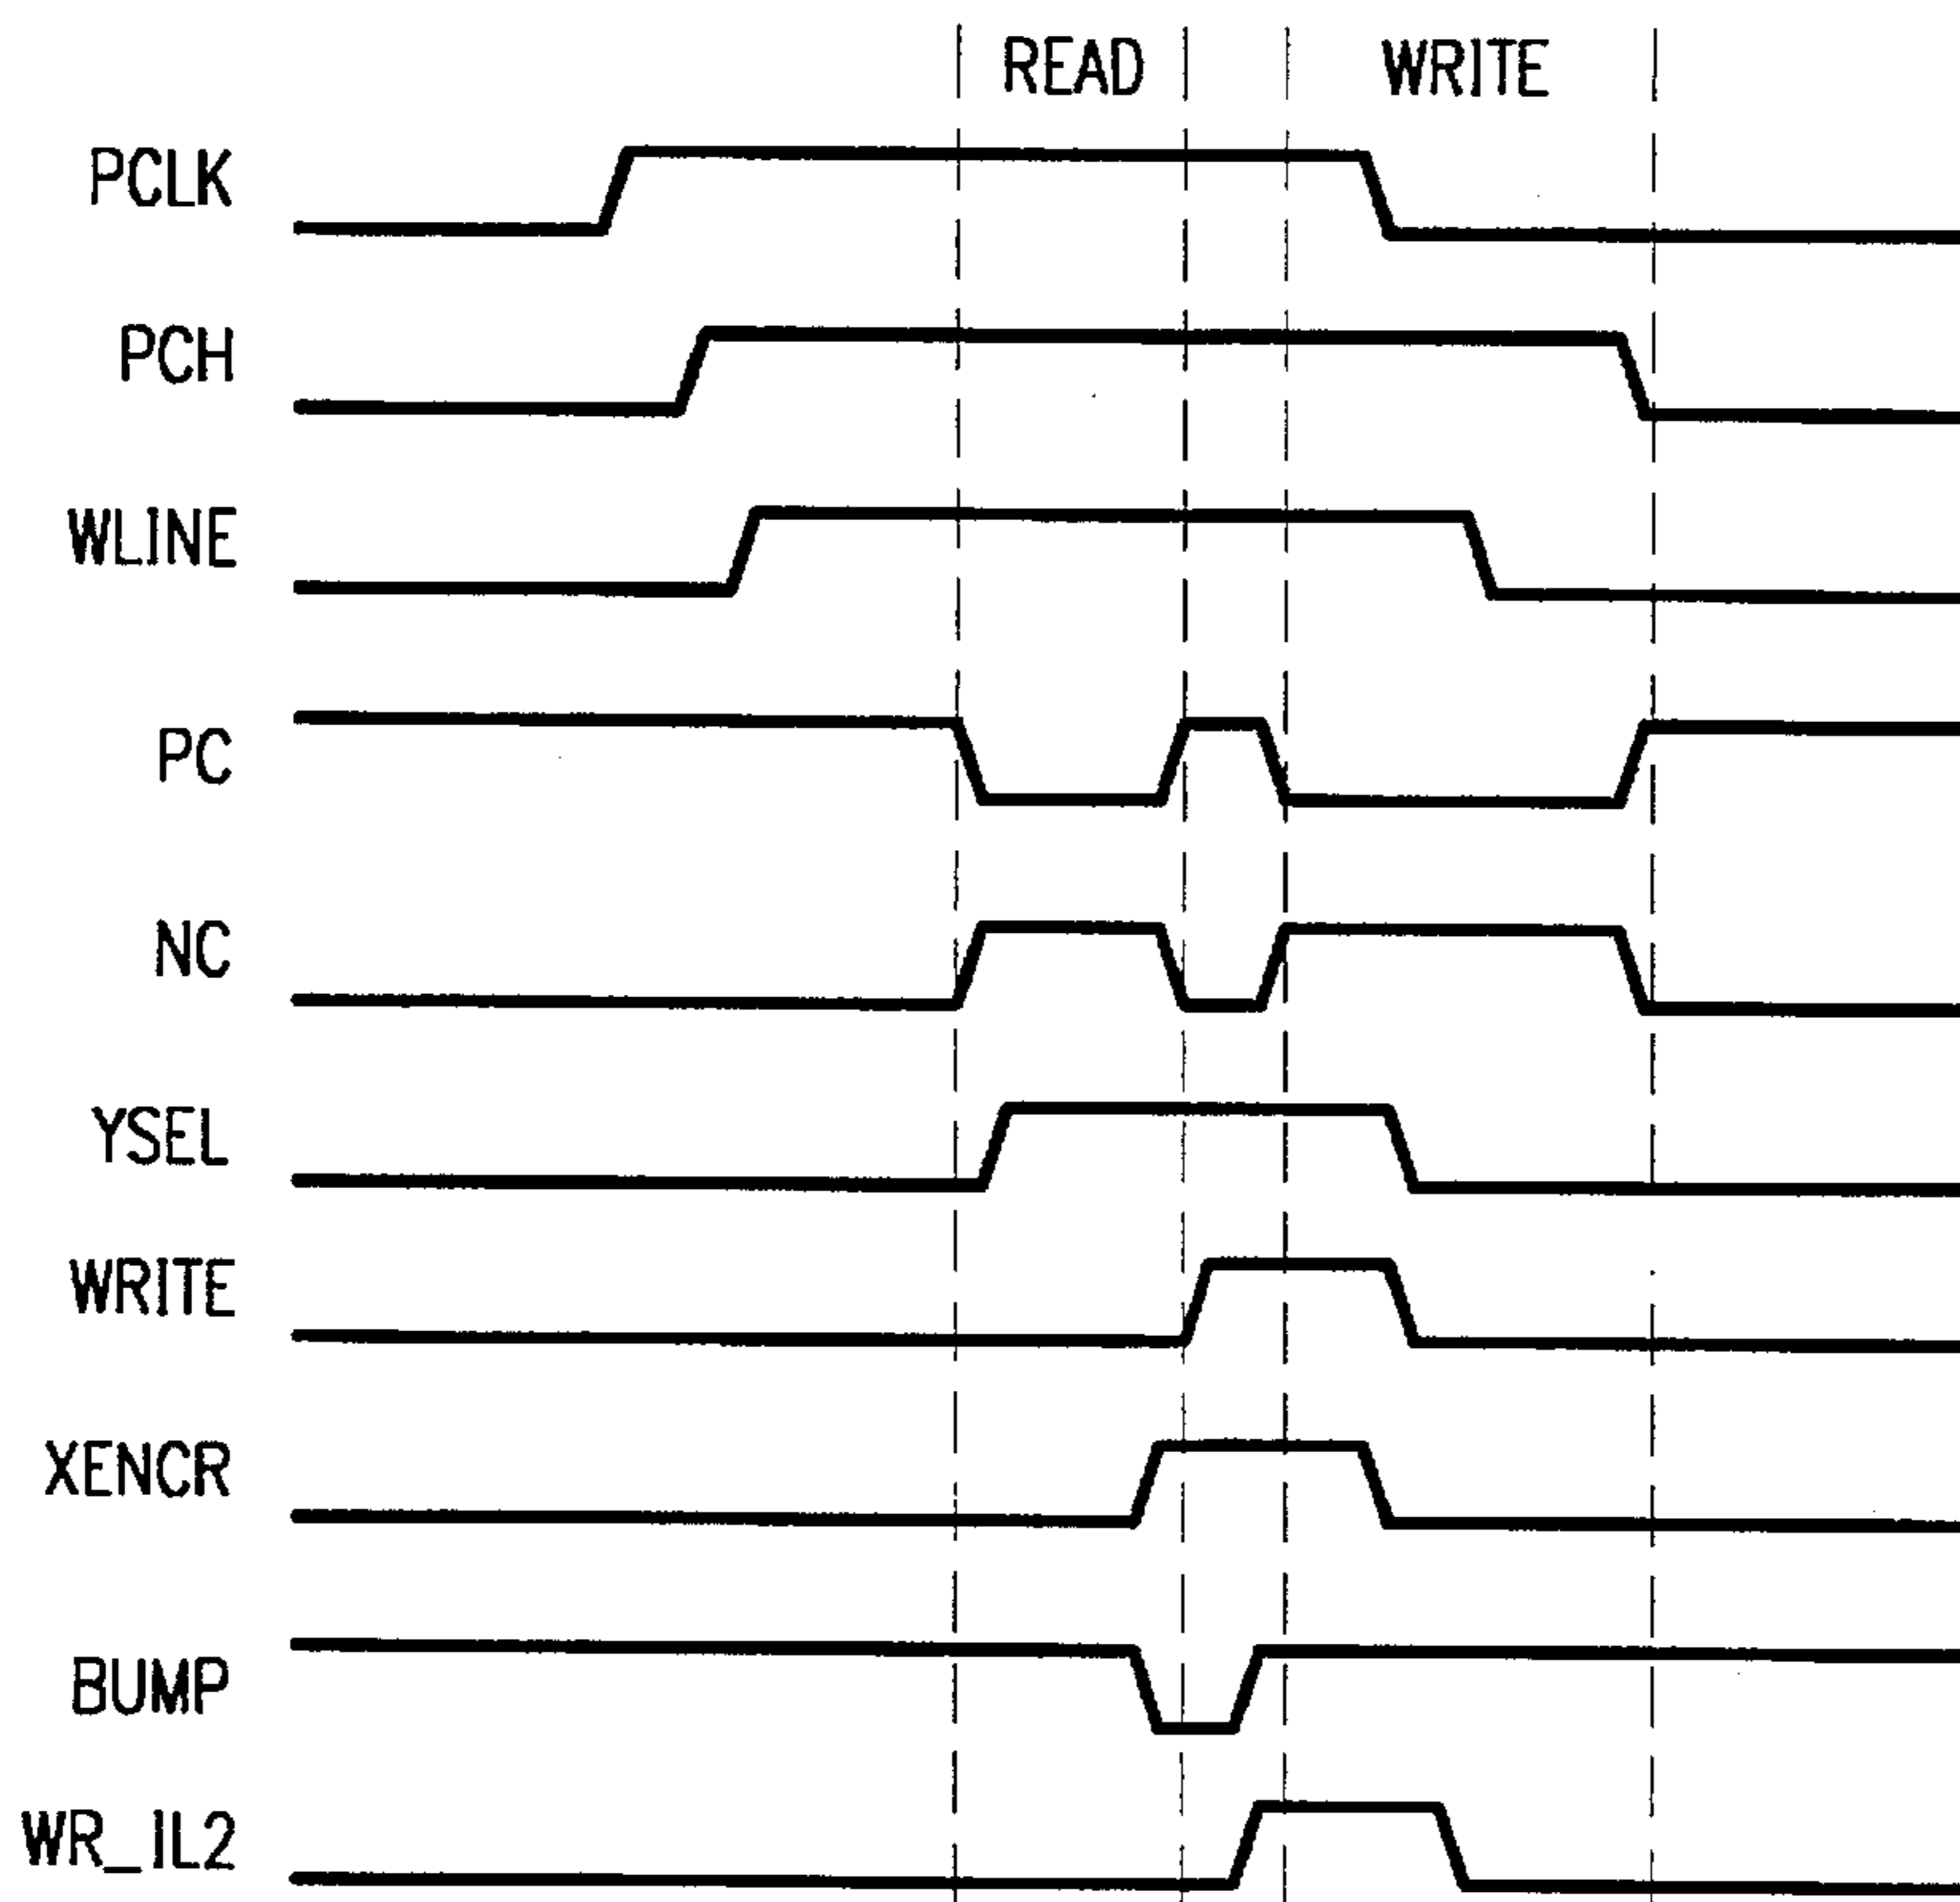 READ WRITE
PCLK
PCH
WLINE
PC
NC
YSEL
WRITE
XENCR
BUMP
WR_IL2